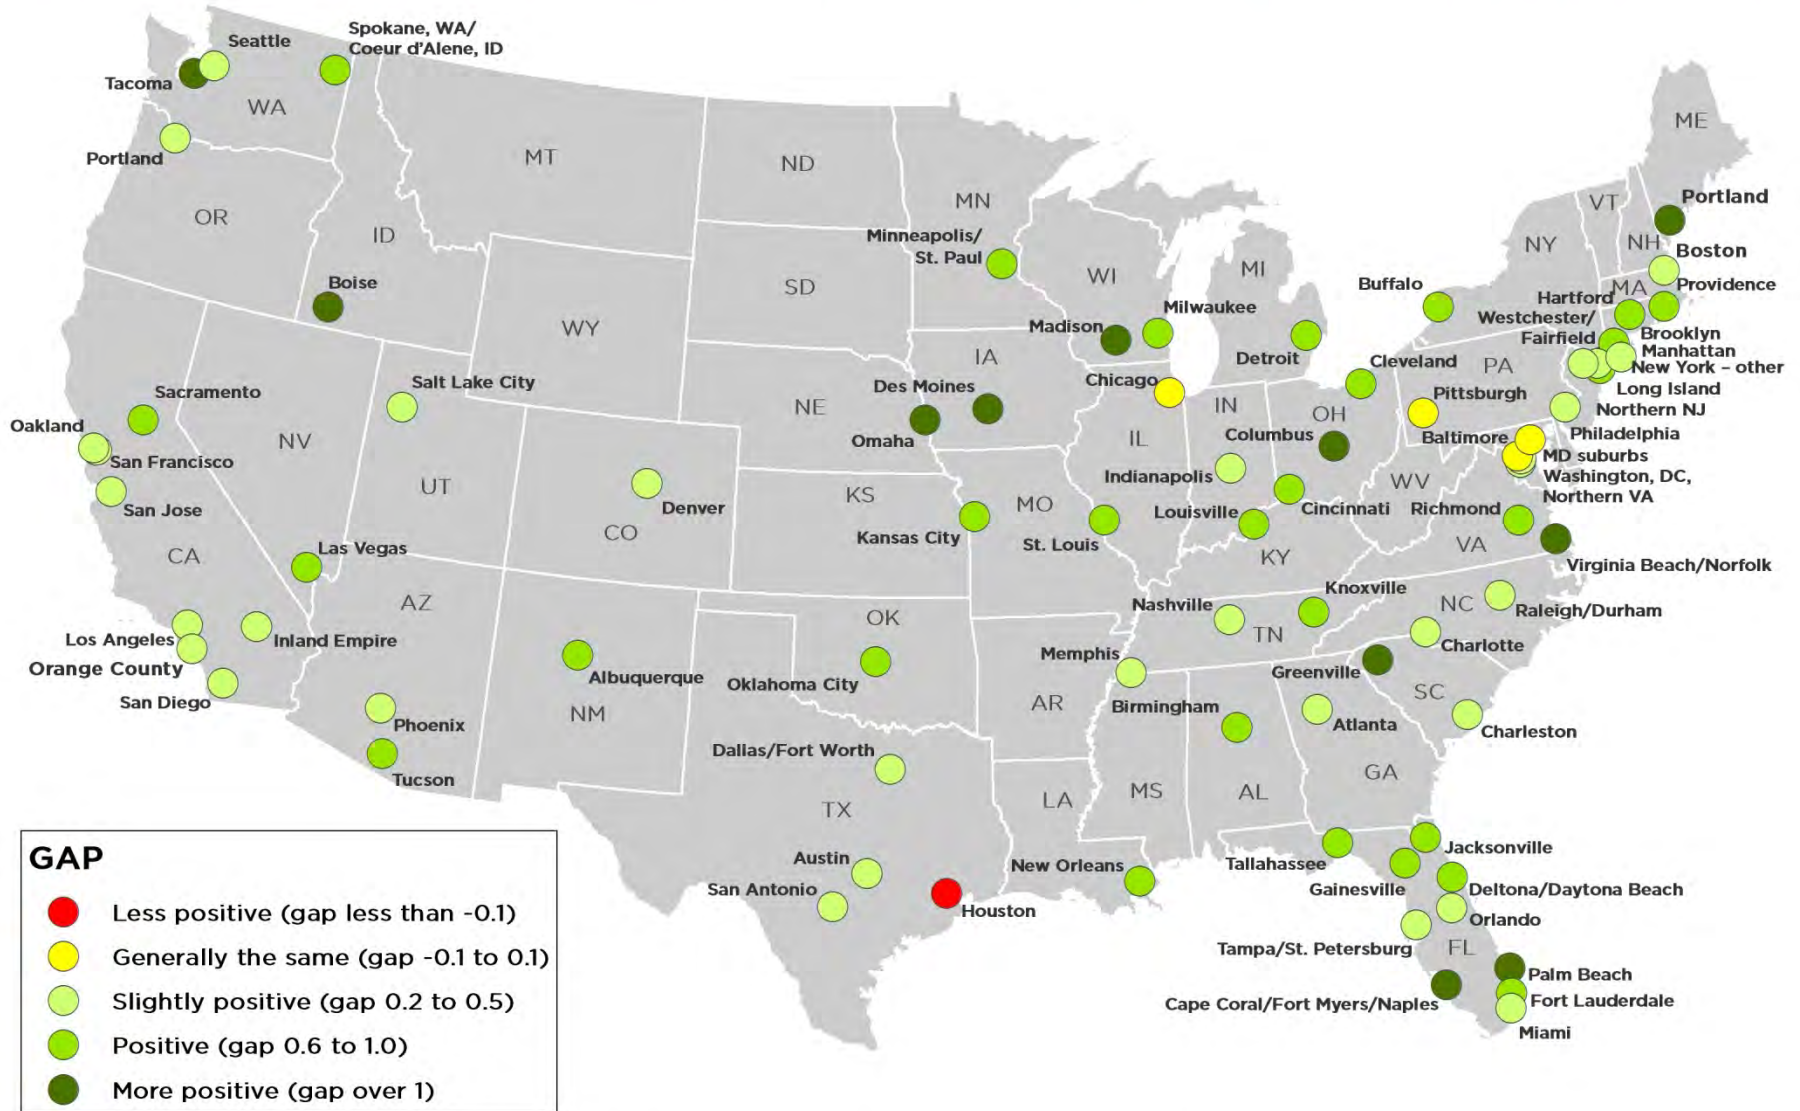 Seattle
Spokane, WA/
Coeur d'Alene, ID
Tacoma
WA
Portland
MT
ND
ME
OR
ID
MN
VT
Portland
Minneapolis/
St. Paul
NY
NH
Boston
Boise
SD
WI
MI
Buffalo
MA
Providence
Hartford
Westchester/
Fairfield
WY
Madison
Milwaukee
Detroit
Brooklyn
Manhattan
New York – other
Long Island
IA
Cleveland
PA
Sacramento
Salt Lake City
Des Moines
Chicago
Pittsburgh
Northern NJ
Oakland
NV
NE
Omaha
IN
OH
IL
Columbus
Baltimore
Philadelphia
San Francisco
MD suburbs
Washington, DC,
Northern VA
San Jose
UT
Denver
KS
MO
Indianapolis
WV
Cincinnati
Richmond
CA
Las Vegas
CO
Kansas City
St. Louis
Louisville
KY
VA
Virginia Beach/Norfolk
AZ
OK
Nashville
Knoxville
NC
Raleigh/Durham
Los Angeles
Inland Empire
TN
Charlotte
Orange County
Albuquerque
Oklahoma City
Memphis
Greenville
San Diego
Phoenix
NM
AR
Birmingham
SC
Atlanta
Charleston
Tucson
Dallas/Fort Worth
TX
LA
MS
AL
GA
Austin
San Antonio
Houston
New Orleans
Tallahassee
Jacksonville
Gainesville
Deltona/Daytona Beach
Orlando
Tampa/St. Petersburg
FL
Palm Beach
Cape Coral/Fort Myers/Naples
Fort Lauderdale
Miami
GAP
Less positive (gap less than -0.1)
Generally the same (gap -0.1 to 0.1)
Slightly positive (gap 0.2 to 0.5)
Positive (gap 0.6 to 1.0)
More positive (gap over 1)